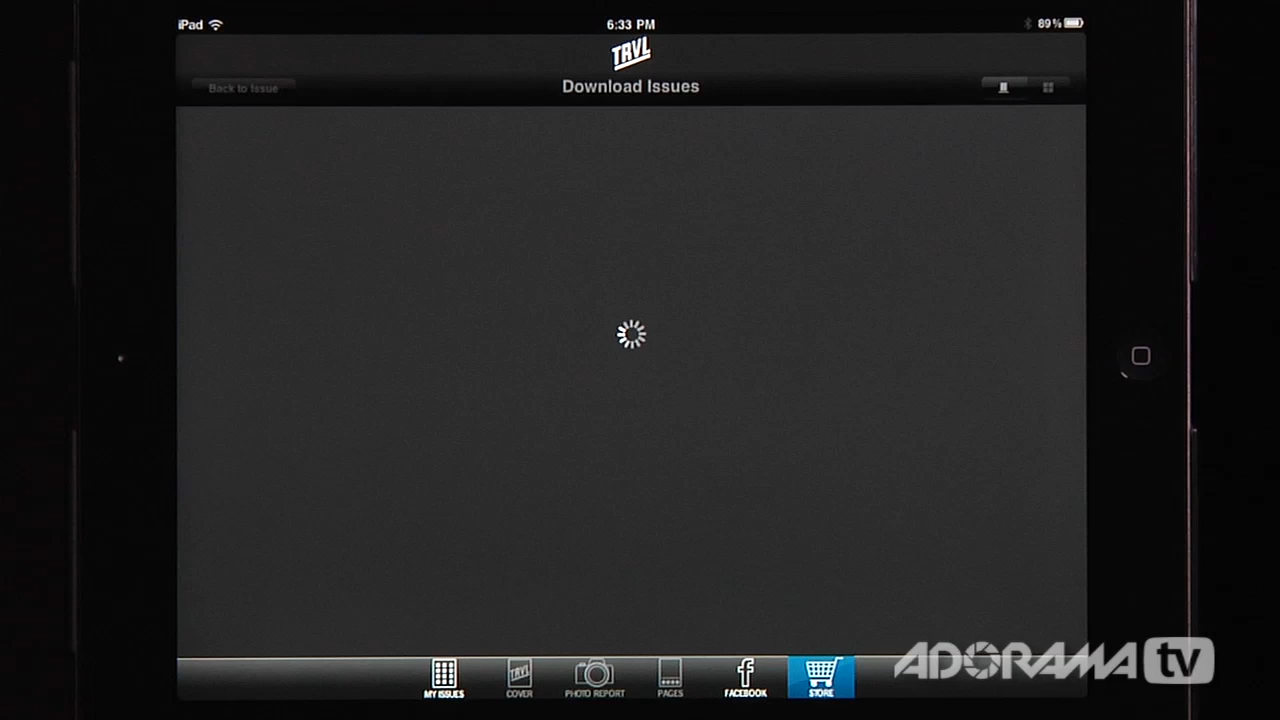 iPad
6:33 PM
89%
TRVL
Back to Issue
Download Issues
MY ISSUES
TRVL
COVER
PHOTO REPORT
PAGES
FACEBOOK
STORE
ADORAMA tv